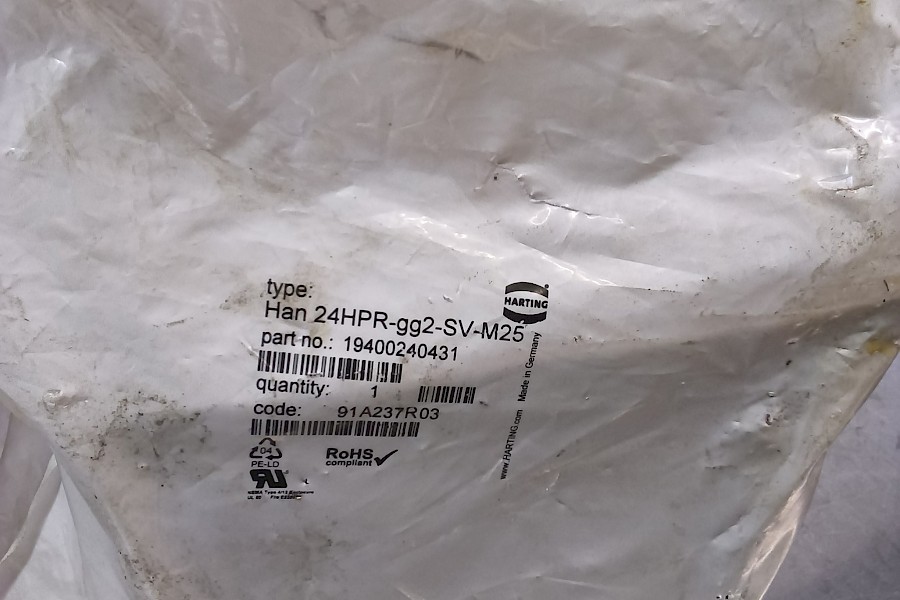 type:
Han 24HPR-gg2-SV-M25
part no.: 19400240431
quantity: 1
code: 91A237R03
04
PE-LD
RoHS
compliant
HARTING
www.HARTING.com Made in Germany